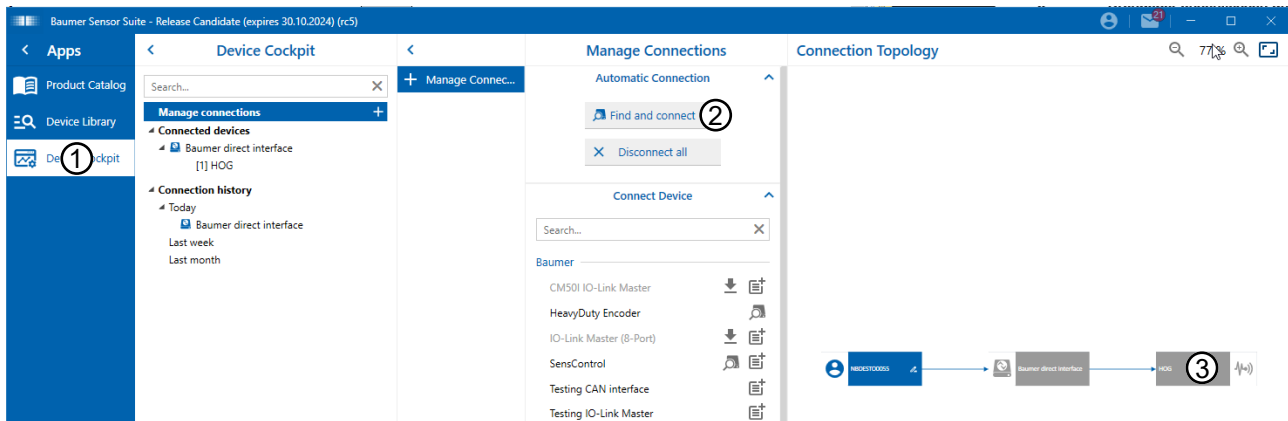 Baumer Sensor Suite - Release Candidate (expires 30.10.2024) (rc5)
21
Apps
Product Catalog
Device Library
De 1 ckpit
Device Cockpit
Search...
Manage connections
Connected devices
Baumer direct interface
[1] HOG
Connection history
Today
Baumer direct interface
Last week
Last month
Manage Connec...
Manage Connections
Automatic Connection
Find and connect 2
Disconnect all
Connect Device
Search...
Baumer
CM50I IO-Link Master
HeavyDuty Encoder
IO-Link Master (8-Port)
SensControl
Testing CAN interface
Testing IO-Link Master
Connection Topology
77 %
NBOESTO0055
Baumer direct interface
HOG 3